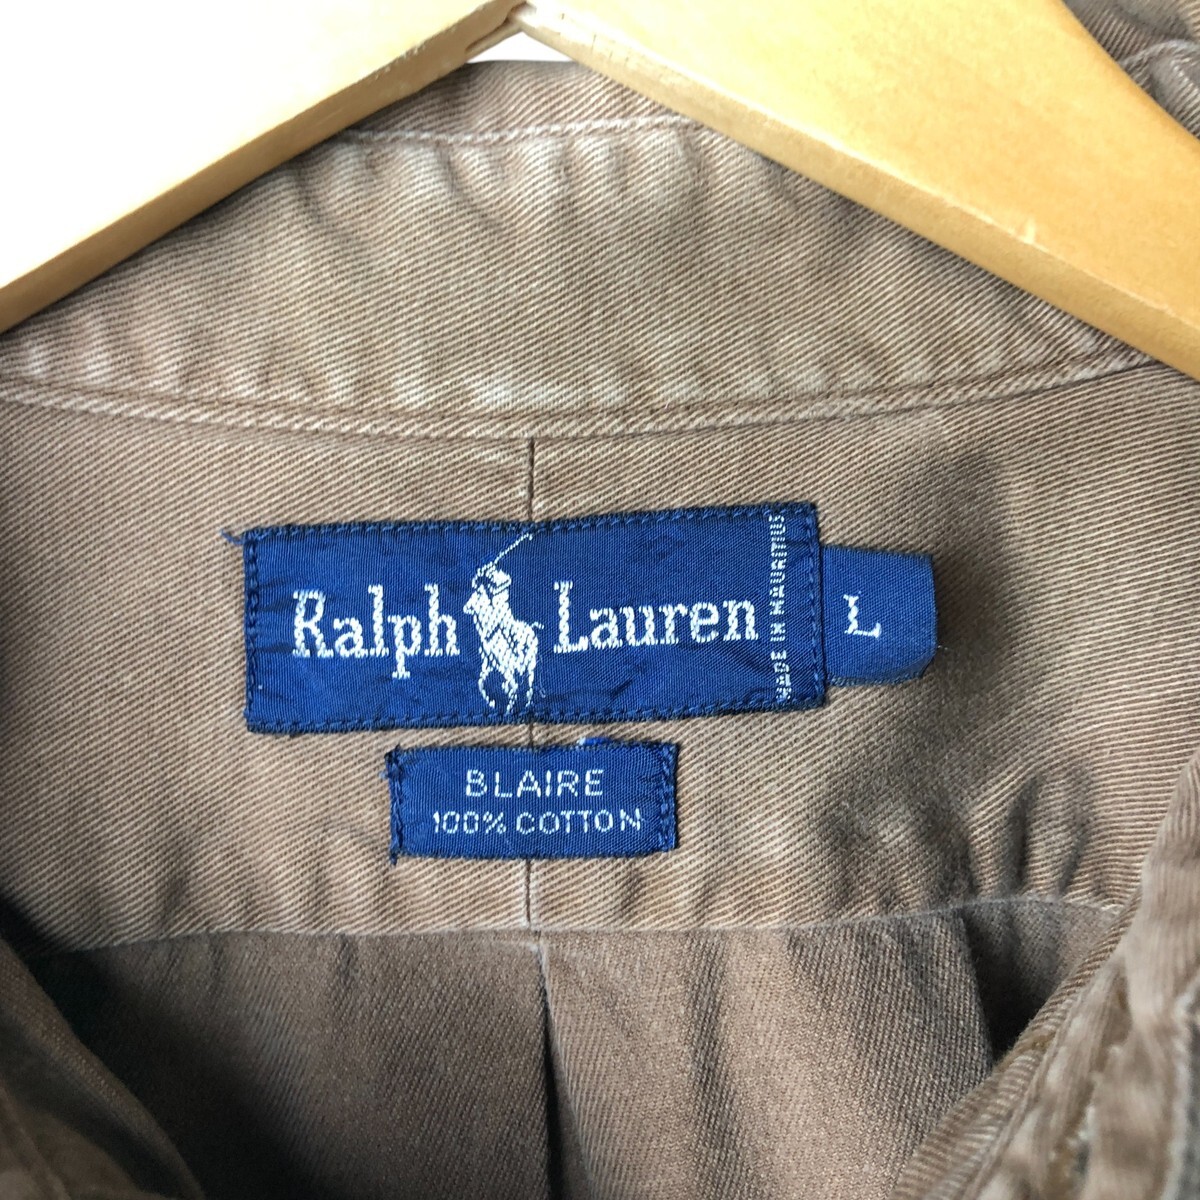 Ralph Lauren
MADE IN MAURITIUS
L
BLAIRE
100% COTTON